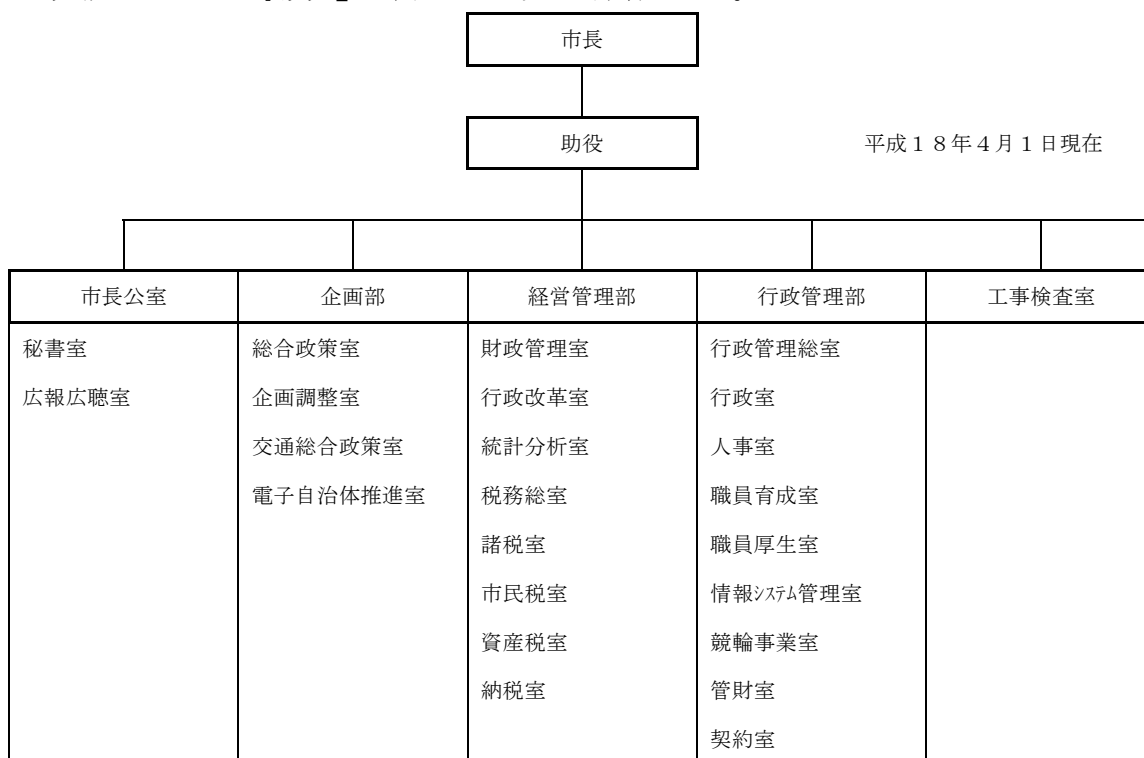 市長
助役
平成１８年４月１日現在
市長公室
企画部
経営管理部
行政管理部
工事検査室
秘書室
広報広聴室
総合政策室
企画調整室
交通総合政策室
電子自治体推進室
財政管理室
行政改革室
統計分析室
税務総室
諸税室
市民税室
資産税室
納税室
行政管理総室
行政室
人事室
職員育成室
職員厚生室
情報ｼｽﾃﾑ管理室
競輪事業室
管財室
契約室